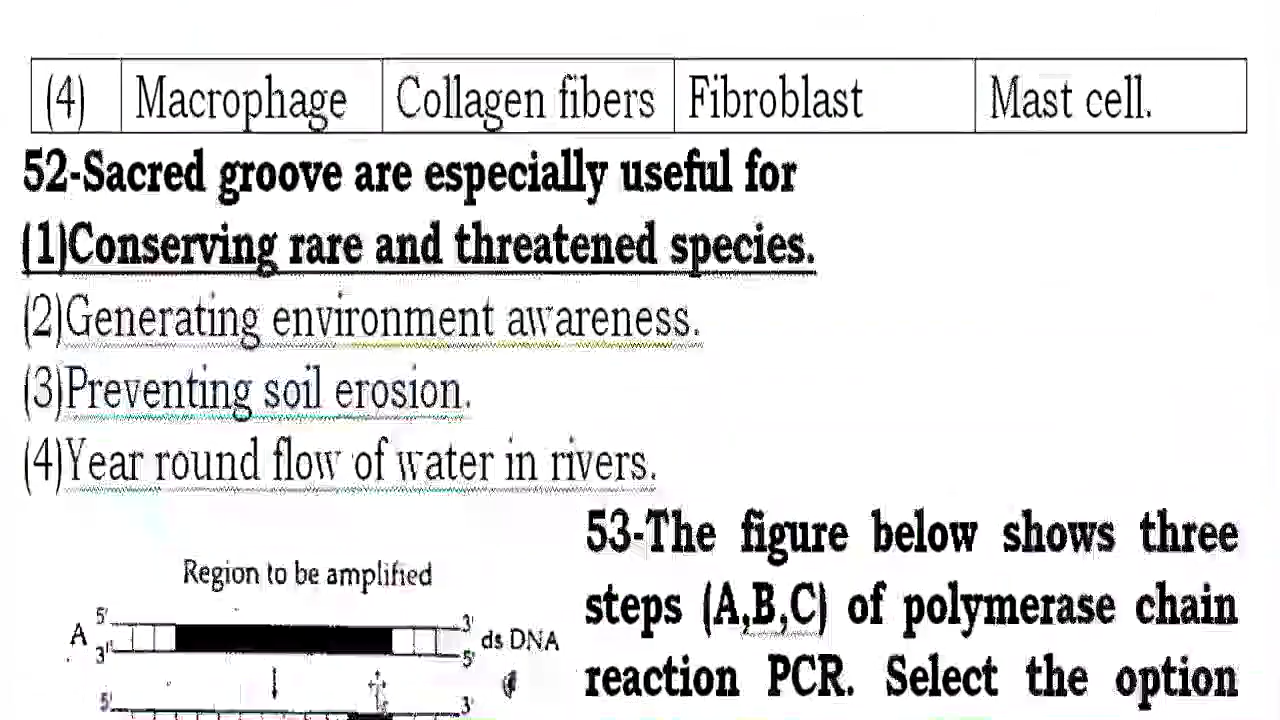 (4) Macrophage Collagen fibers Fibroblast Mast cell.
52-Sacred groove are especially useful for
(1)Conserving rare and threatened species.
(2)Generating environment awareness.
(3)Preventing soil erosion.
(4)Year round flow of water in rivers.
Region to be amplified
A 5' 3' ds DNA
3' 5'
5' 3'
53-The figure below shows three
steps (A,B,C) of polymerase chain
reaction PCR. Select the option